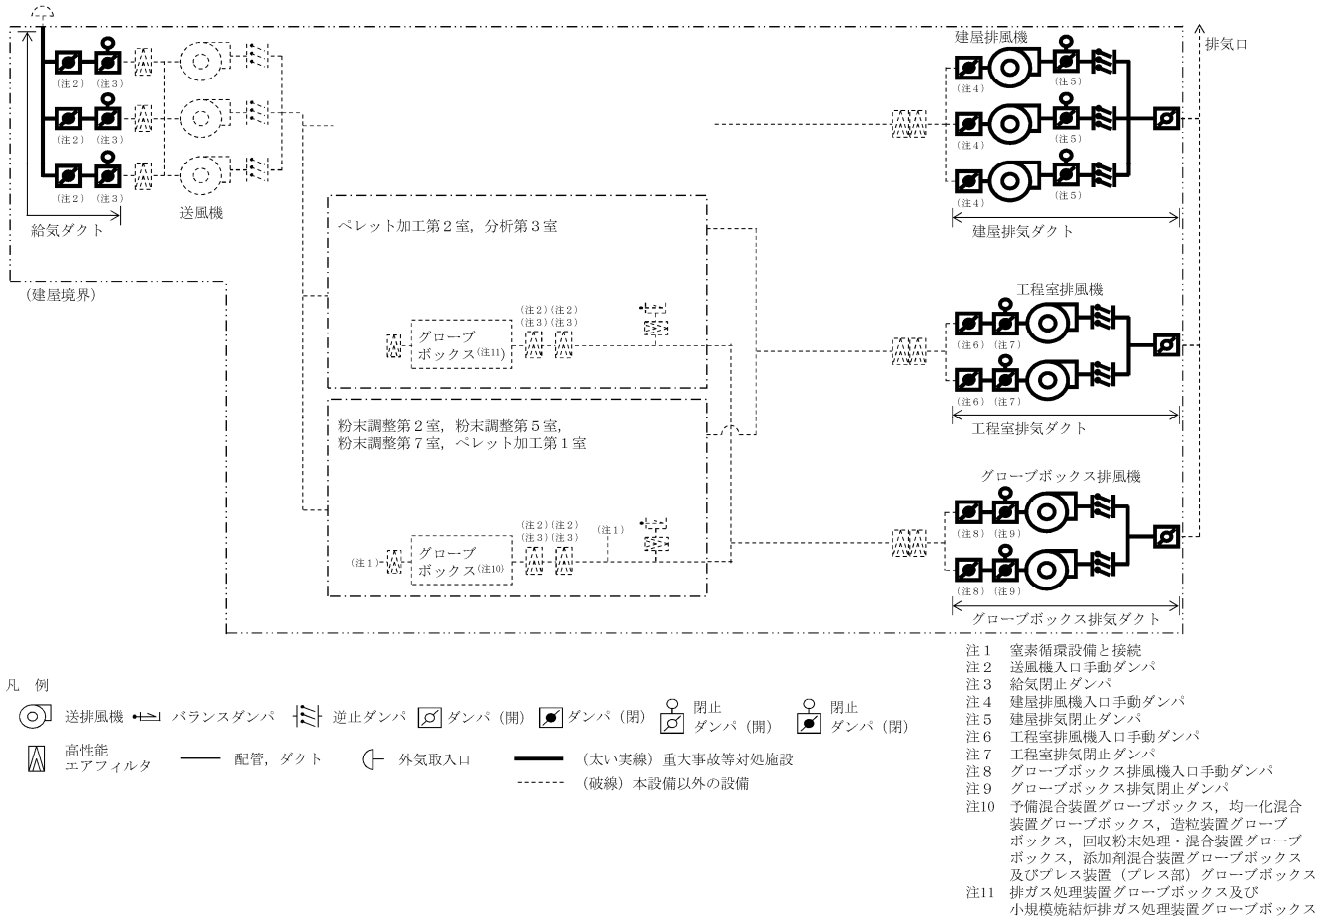 建屋排風機
排気口
(注2) (注3)
(注4)
(注5)
(注2) (注3)
(注4)
(注5)
(注2) (注3)
(注4)
(注5)
送風機
給気ダクト
建屋排気ダクト
(建屋境界)
ペレット加工第2室,分析第3室
(注2)(注2)
(注3)(注3)
グローブ
ボックス(注11)
工程室排風機
(注6) (注7)
(注6) (注7)
工程室排気ダクト
粉末調整第2室,粉末調整第5室,
粉末調整第7室,ペレット加工第1室
(注2)(注2)
(注3)(注3)
(注1)
(注1)
グローブ
ボックス(注10)
グローブボックス排風機
(注8) (注9)
(注8) (注9)
グローブボックス排気ダクト
凡 例
送排風機
バランスダンパ
逆止ダンパ
ダンパ(開)
ダンパ(閉)
閉止
ダンパ(開)
閉止
ダンパ(閉)
高性能
エアフィルタ
配管,ダクト
外気取入口
(太い実線)重大事故等対処施設
(破線)本設備以外の設備
注1 窒素循環設備と接続
注2 送風機入口手動ダンパ
注3 給気閉止ダンパ
注4 建屋排風機入口手動ダンパ
注5 建屋排気閉止ダンパ
注6 工程室排風機入口手動ダンパ
注7 工程室排気閉止ダンパ
注8 グローブボックス排風機入口手動ダンパ
注9 グローブボックス排気閉止ダンパ
注10 予備混合装置グローブボックス,均一化混合
装置グローブボックス,造粒装置グローブ
ボックス,回収粉末処理・混合装置グローブ
ボックス,添加剤混合装置グローブボックス
及びプレス装置(プレス部)グローブボックス
注11 排ガス処理装置グローブボックス及び
小規模焼結炉排ガス処理装置グローブボックス